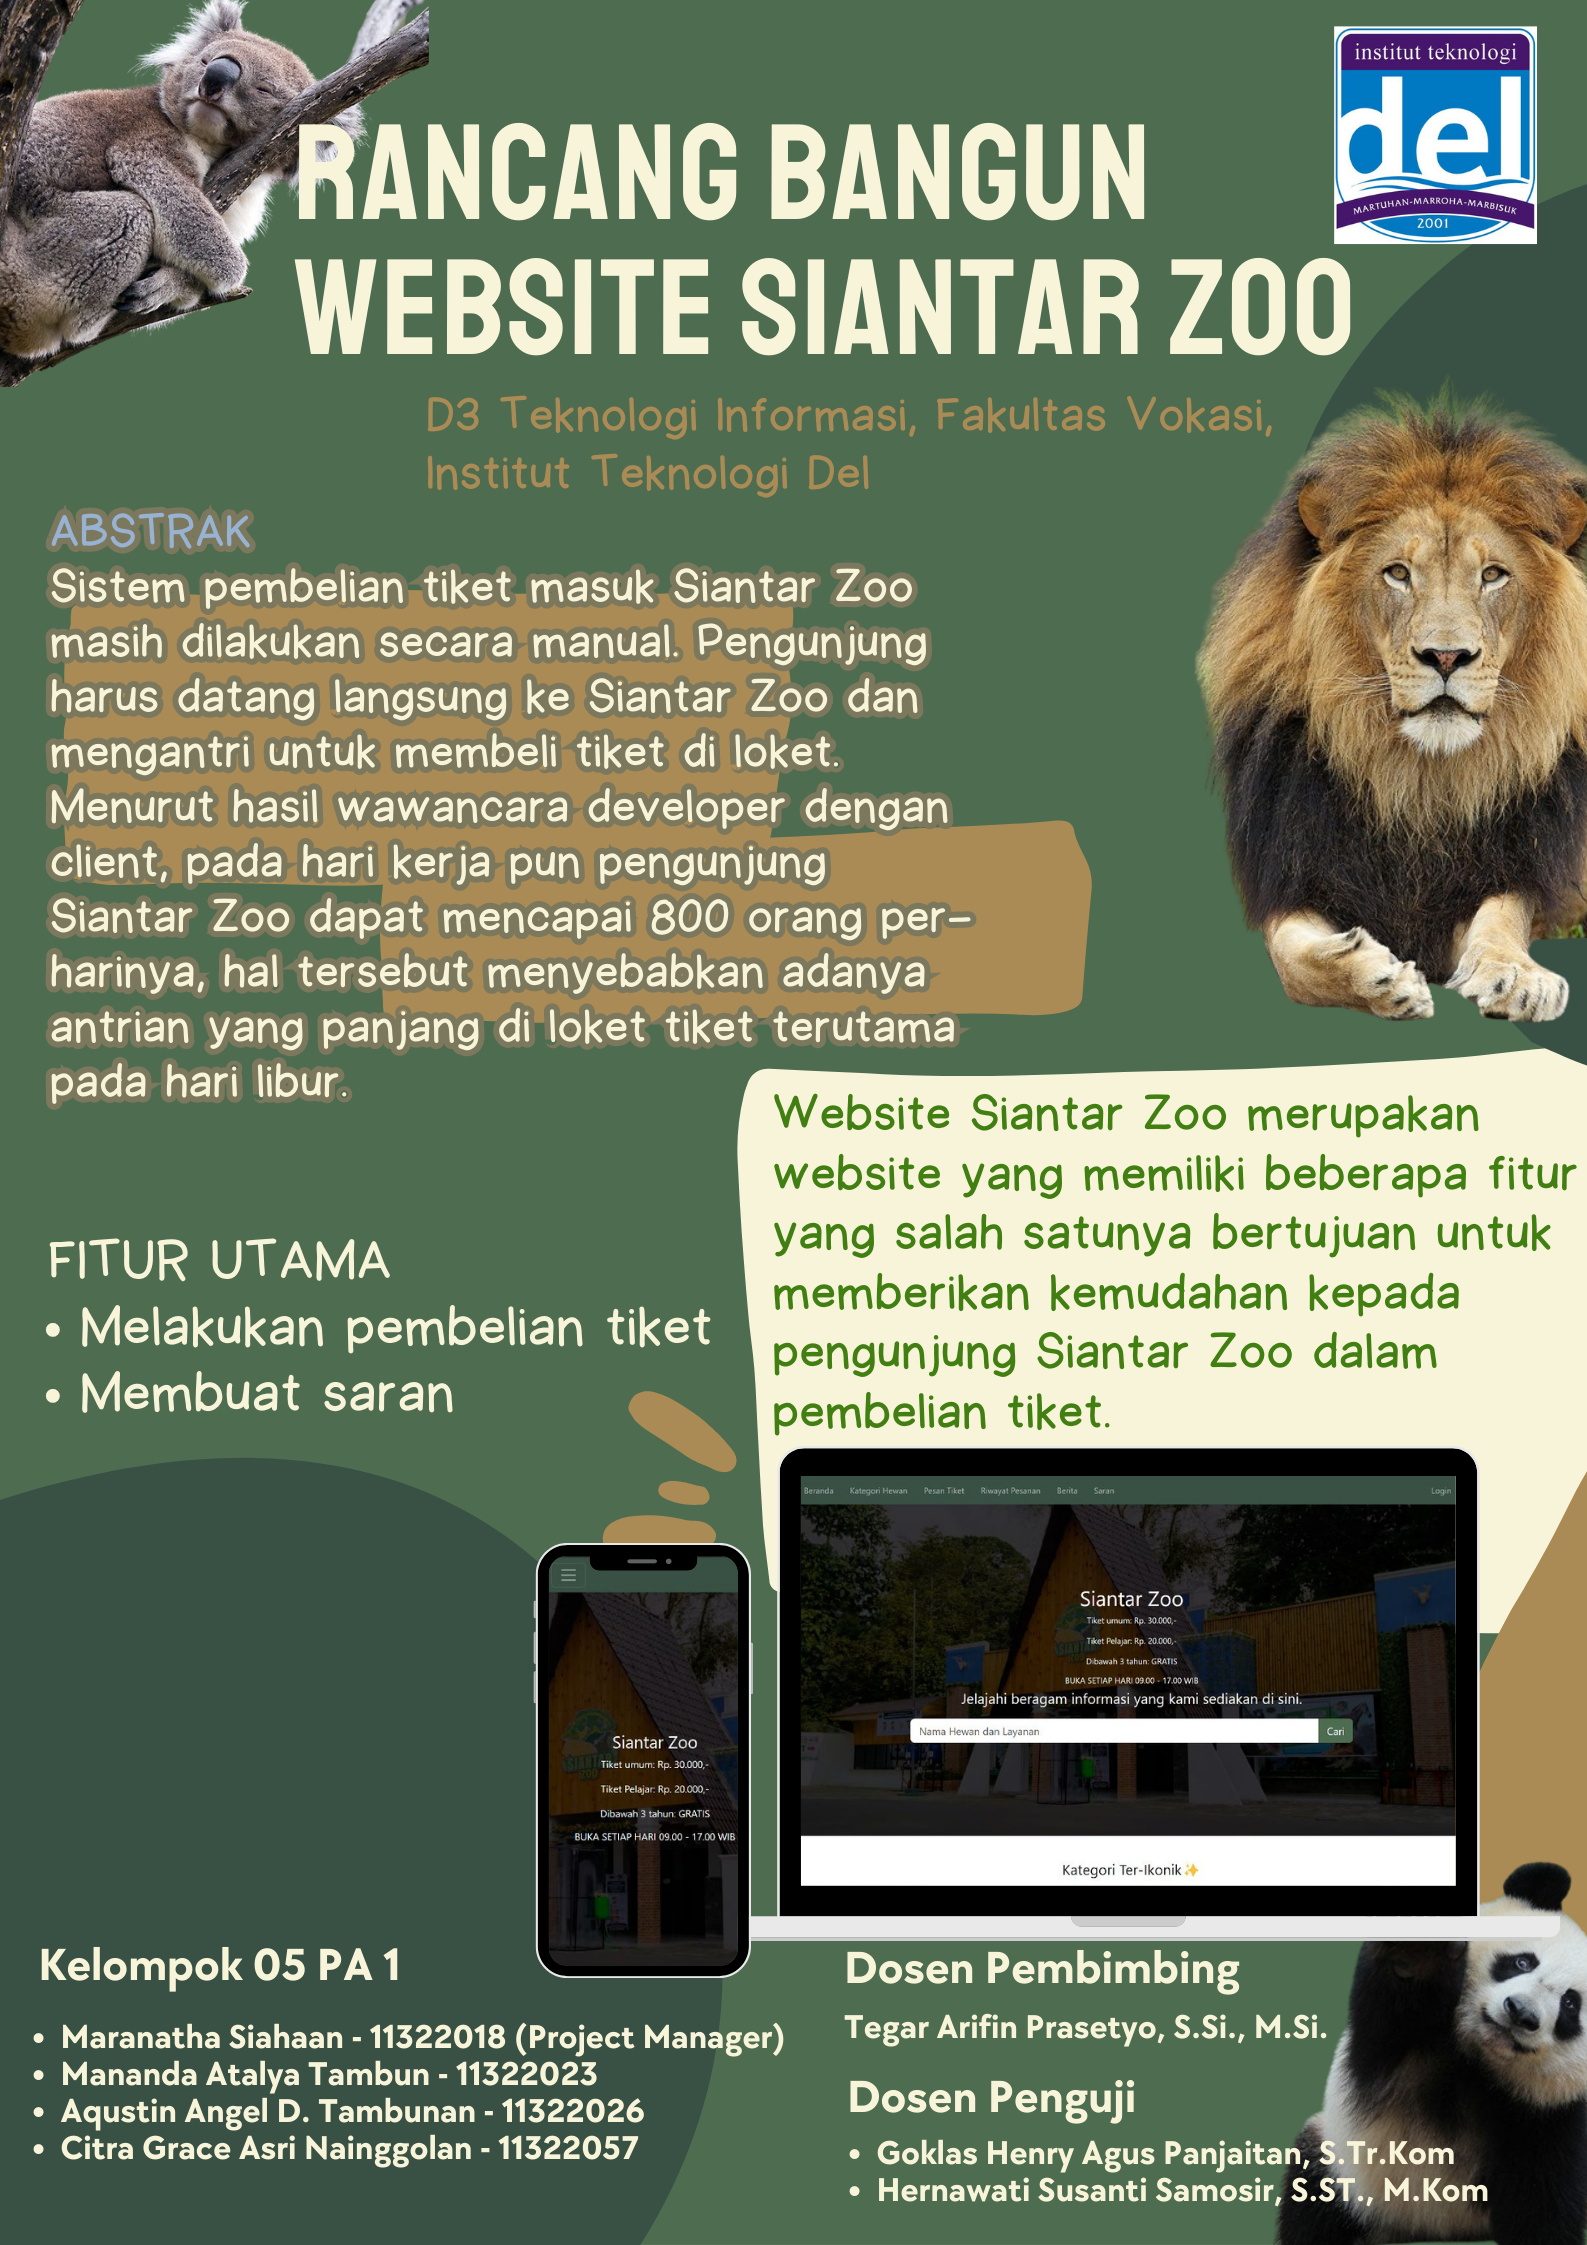 institut teknologi
del
MARTUHAN-MARROHA-MARBISUK
2001
RANCANG BANGUN
WEBSITE SIANTAR ZOO
D3 Teknologi Informasi, Fakultas Vokasi,
Institut Teknologi Del
ABSTRAK
Sistem pembelian tiket masuk Siantar Zoo
masih dilakukan secara manual. Pengunjung
harus datang langsung ke Siantar Zoo dan
mengantri untuk membeli tiket di loket.
Menurut hasil wawancara developer dengan
client, pada hari kerja pun pengunjung
Siantar Zoo dapat mencapai 800 orang per-
harinya, hal tersebut menyebabkan adanya
antrian yang panjang di loket tiket terutama
pada hari libur.
Website Siantar Zoo merupakan
website yang memiliki beberapa fitur
yang salah satunya bertujuan untuk
memberikan kemudahan kepada
pengunjung Siantar Zoo dalam
pembelian tiket.
FITUR UTAMA
• Melakukan pembelian tiket
• Membuat saran
Beranda Kategori Hewan Pesan Tiket Riwayat Pesanan Berita Saran Login
Siantar Zoo
Tiket umum: Rp. 30.000,-
Tiket Pelajar: Rp. 20.000,-
Dibawah 3 tahun: GRATIS
BUKA SETIAP HARI 09.00 - 17.00 WIB
Jelajahi beragam informasi yang kami sediakan di sini.
Nama Hewan dan Layanan Cari
Kategori Ter-Ikonik✨
SIANTAR
ZOO
Siantar Zoo
Tiket umum: Rp. 30.000,-
Tiket Pelajar: Rp. 20.000,-
Dibawah 3 tahun: GRATIS
BUKA SETIAP HARI 09.00 - 17.00 WIB
Kelompok 05 PA 1
• Maranatha Siahaan - 11322018 (Project Manager)
• Mananda Atalya Tambun - 11322023
• Aqustin Angel D. Tambunan - 11322026
• Citra Grace Asri Nainggolan - 11322057
Dosen Pembimbing
Tegar Arifin Prasetyo, S.Si., M.Si.
Dosen Penguji
• Goklas Henry Agus Panjaitan, S.Tr.Kom
• Hernawati Susanti Samosir, S.ST., M.Kom